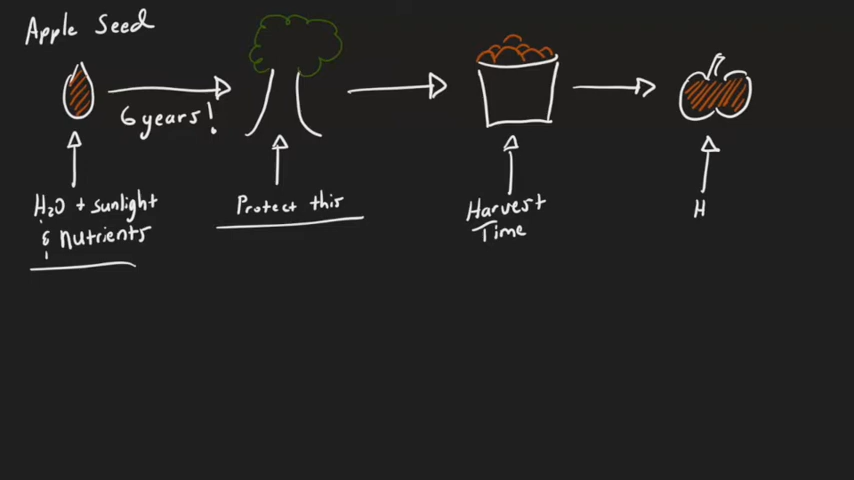 Apple Seed
6 years!
H₂O + sunlight
& Nutrients
Protect this
Harvest
Time
H